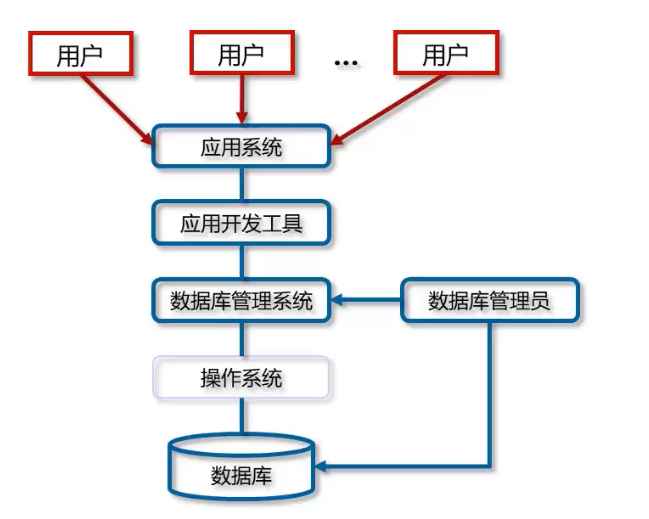 用户
用户
...
用户
应用系统
应用开发工具
数据库管理系统
数据库管理员
操作系统
数据库